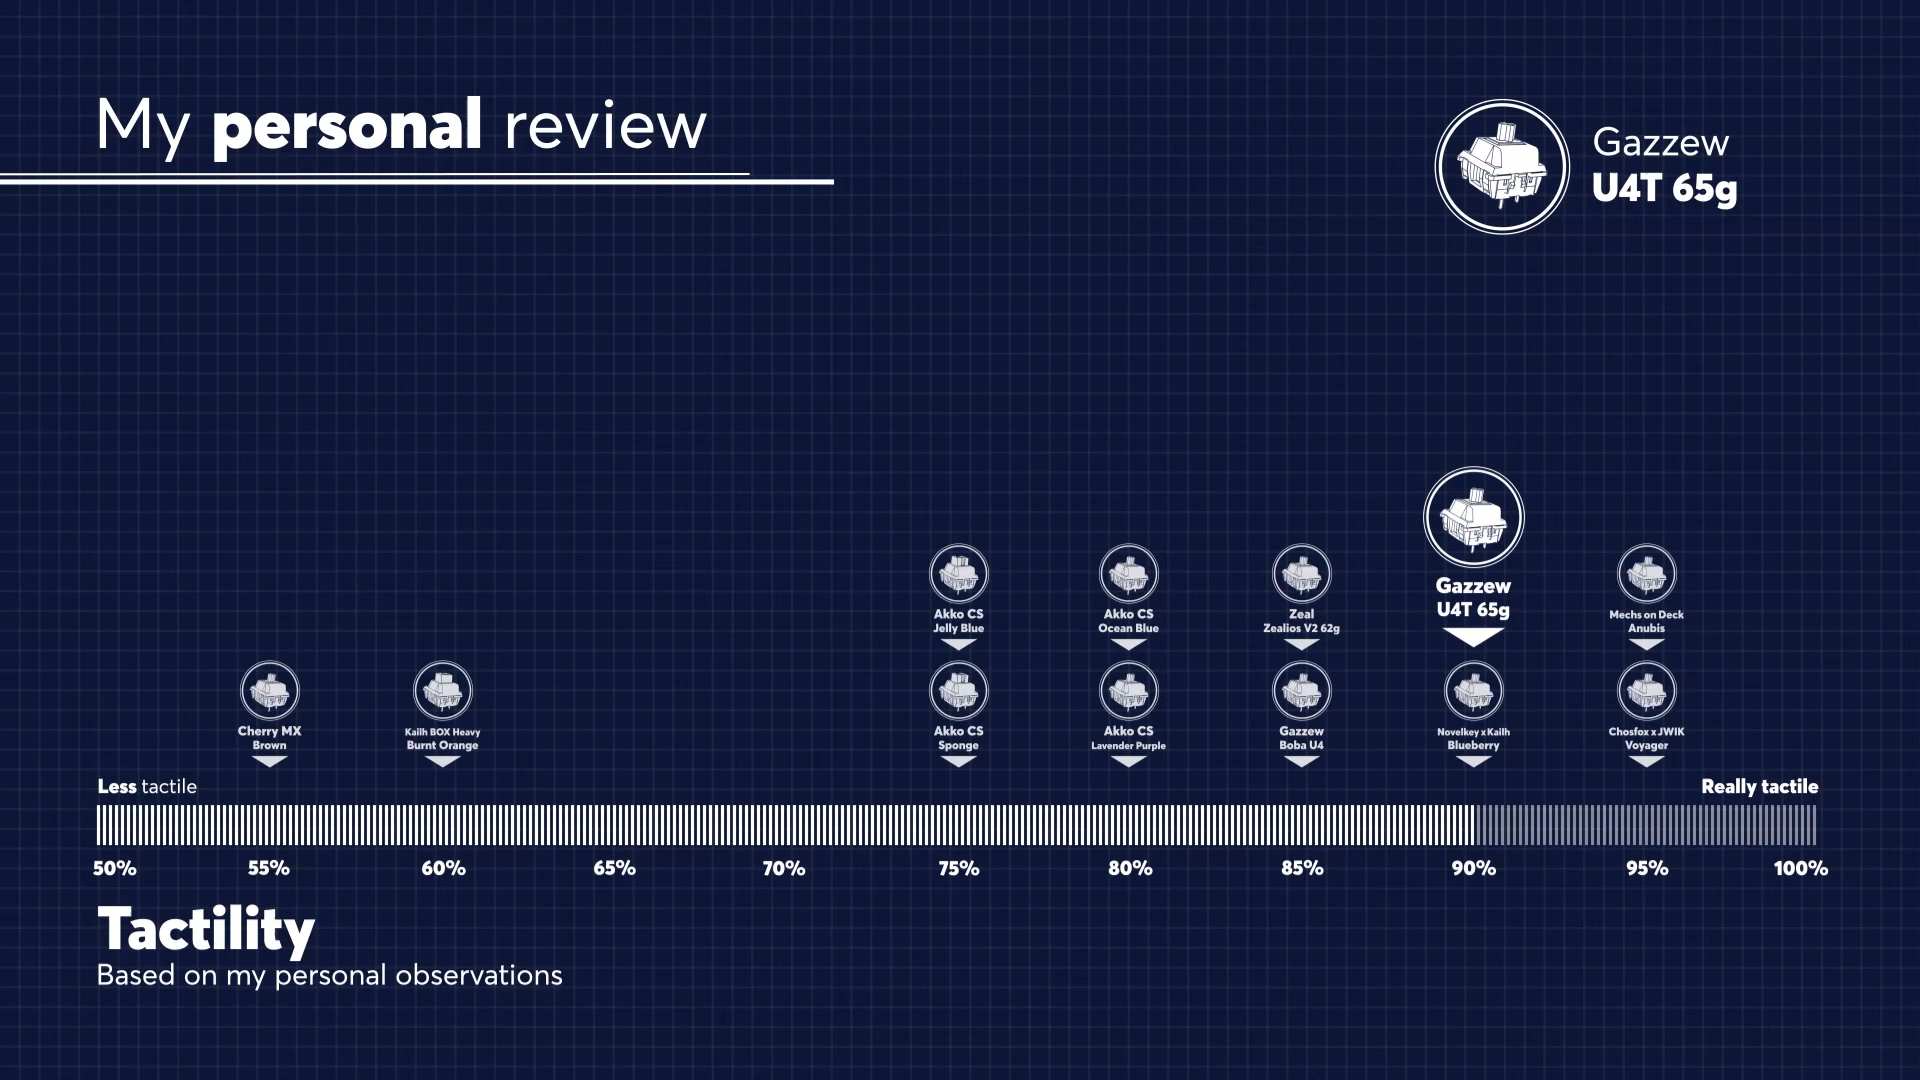 My personal review
Gazzew
U4T 65g
Gazzew
U4T 65g
Akko CS
Jelly Blue
Akko CS
Ocean Blue
Zeal
Zealios V2 62g
Mechs on Deck
Anubis
Cherry MX
Brown
Kailh BOX Heavy
Burnt Orange
Akko CS
Sponge
Akko CS
Lavender Purple
Gazzew
Boba U4
Novelkey x Kailh
Blueberry
Chosfox x JWIK
Voyager
Less tactile
Really tactile
50% 55% 60% 65% 70% 75% 80% 85% 90% 95% 100%
Tactility
Based on my personal observations